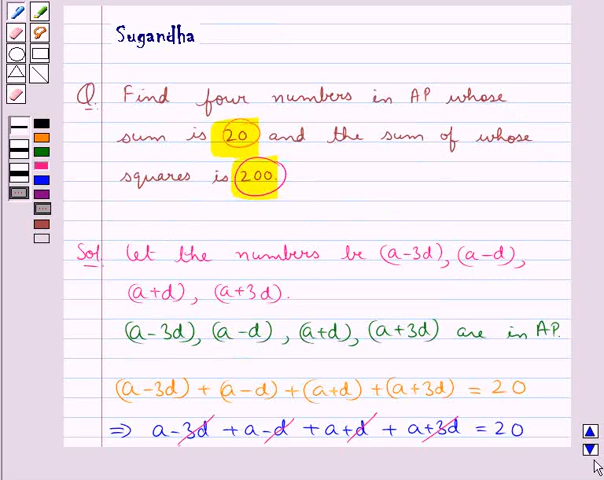 Sugandha
Q. Find four numbers in AP whose
sum is 20 and the sum of whose
squares is 200.
Sol. Let the numbers be (a-3d), (a-d),
(a+d), (a+3d).
(a-3d), (a-d), (a+d), (a+3d) are in AP.
(a-3d) + (a-d) + (a+d) + (a+3d) = 20
⇒ a-3d + a-d + a+d + a+3d = 20